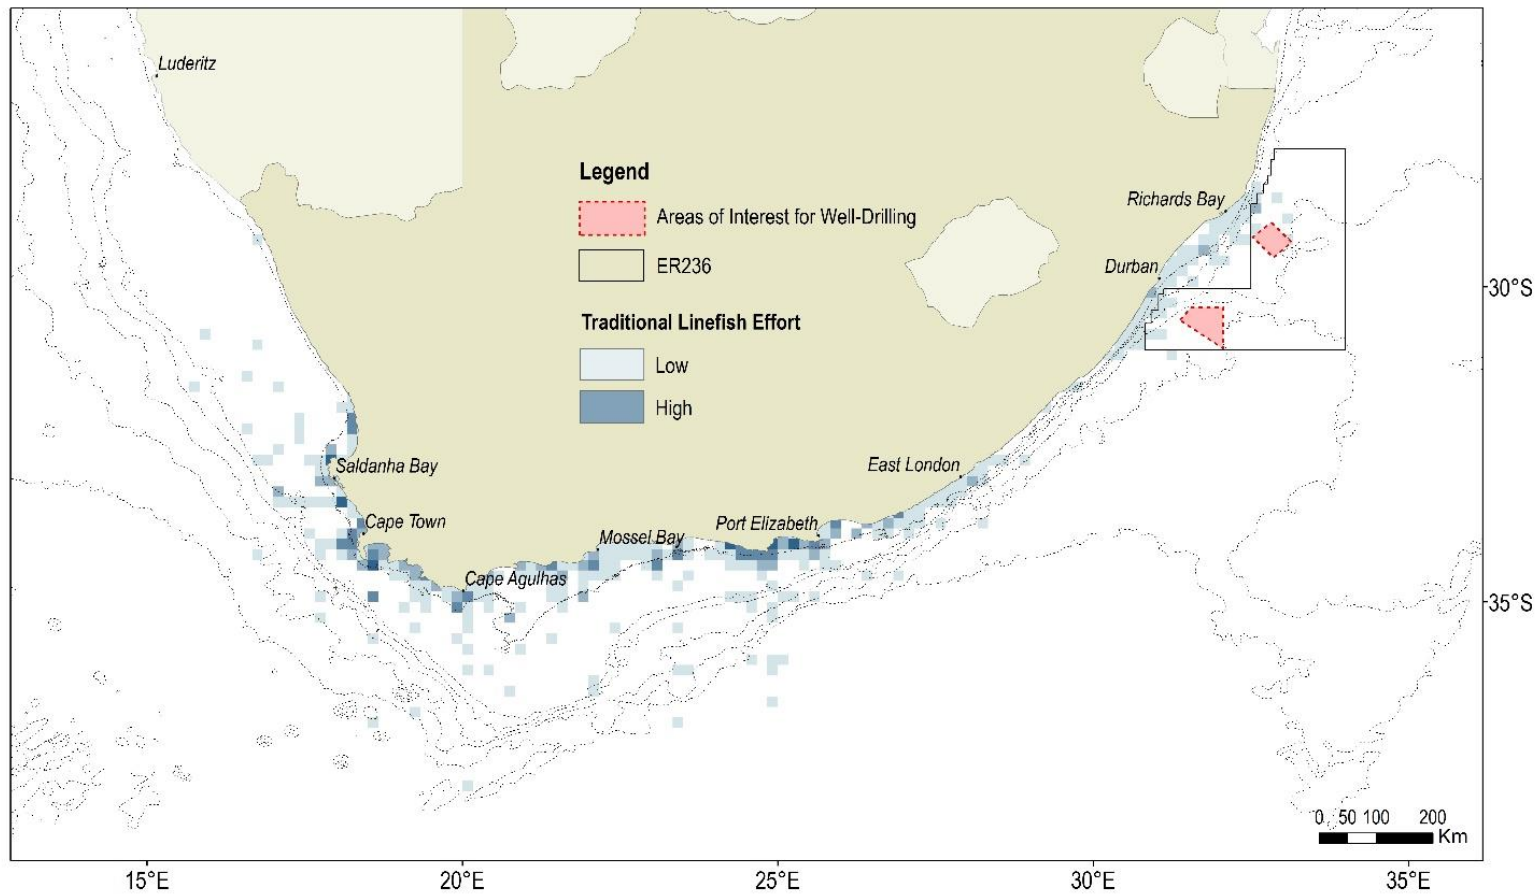 Luderitz
Legend
Areas of Interest for Well-Drilling
ER236
Traditional Linefish Effort
Low
High
Richards Bay
Durban
30°S
Saldanha Bay
East London
Cape Town
Port Elizabeth
Mossel Bay
Cape Agulhas
35°S
0 50 100 200
Km
15°E 20°E 25°E 30°E 35°E